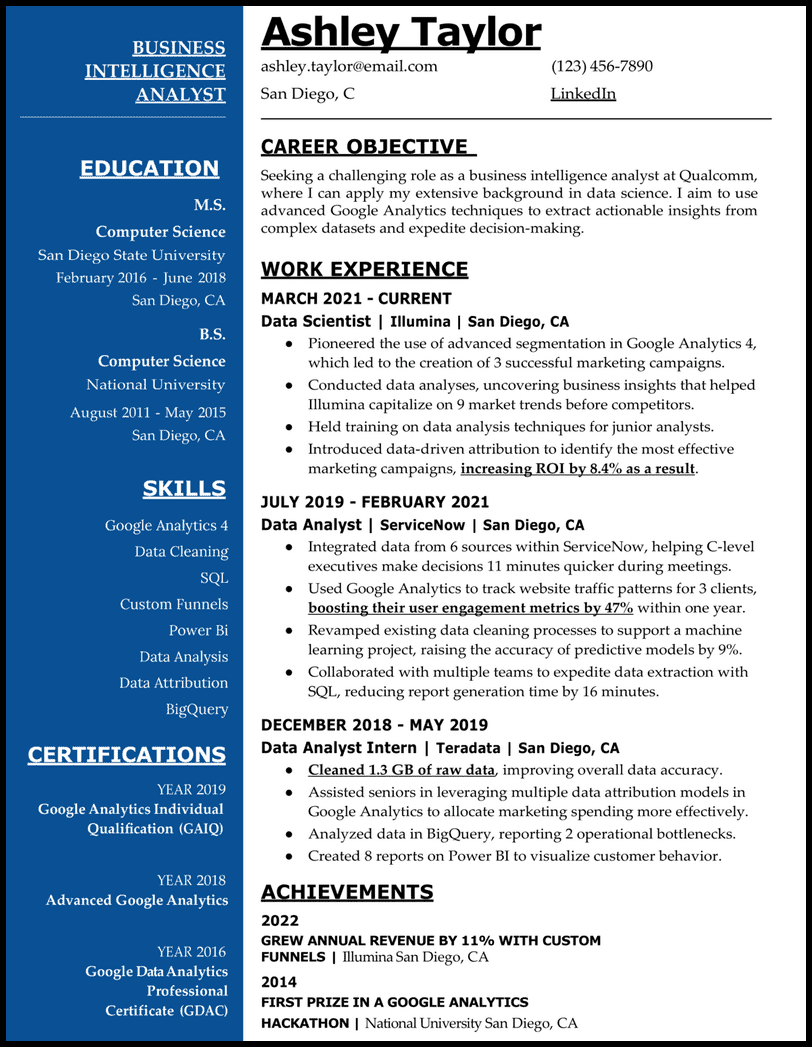 BUSINESS
INTELLIGENCE
ANALYST
EDUCATION
M.S.
Computer Science
San Diego State University
February 2016 - June 2018
San Diego, CA
B.S.
Computer Science
National University
August 2011 - May 2015
San Diego, CA
SKILLS
Google Analytics 4
Data Cleaning
SQL
Custom Funnels
Power Bi
Data Analysis
Data Attribution
BigQuery
CERTIFICATIONS
YEAR 2019
Google Analytics Individual
Qualification (GAIQ)
YEAR 2018
Advanced Google Analytics
YEAR 2016
Google Data Analytics
Professional
Certificate (GDAC)
Ashley Taylor
ashley.taylor@email.com (123) 456-7890
San Diego, C LinkedIn
CAREER OBJECTIVE
Seeking a challenging role as a business intelligence analyst at Qualcomm,
where I can apply my extensive background in data science. I aim to use
advanced Google Analytics techniques to extract actionable insights from
complex datasets and expedite decision-making.
WORK EXPERIENCE
MARCH 2021 - CURRENT
Data Scientist | Illumina | San Diego, CA
● Pioneered the use of advanced segmentation in Google Analytics 4,
which led to the creation of 3 successful marketing campaigns.
● Conducted data analyses, uncovering business insights that helped
Illumina capitalize on 9 market trends before competitors.
● Held training on data analysis techniques for junior analysts.
● Introduced data-driven attribution to identify the most effective
marketing campaigns, increasing ROI by 8.4% as a result.
JULY 2019 - FEBRUARY 2021
Data Analyst | ServiceNow | San Diego, CA
● Integrated data from 6 sources within ServiceNow, helping C-level
executives make decisions 11 minutes quicker during meetings.
● Used Google Analytics to track website traffic patterns for 3 clients,
boosting their user engagement metrics by 47% within one year.
● Revamped existing data cleaning processes to support a machine
learning project, raising the accuracy of predictive models by 9%.
● Collaborated with multiple teams to expedite data extraction with
SQL, reducing report generation time by 16 minutes.
DECEMBER 2018 - MAY 2019
Data Analyst Intern | Teradata | San Diego, CA
● Cleaned 1.3 GB of raw data, improving overall data accuracy.
● Assisted seniors in leveraging multiple data attribution models in
Google Analytics to allocate marketing spending more effectively.
● Analyzed data in BigQuery, reporting 2 operational bottlenecks.
● Created 8 reports on Power BI to visualize customer behavior.
ACHIEVEMENTS
2022
GREW ANNUAL REVENUE BY 11% WITH CUSTOM
FUNNELS | Illumina San Diego, CA
2014
FIRST PRIZE IN A GOOGLE ANALYTICS
HACKATHON | National University San Diego, CA